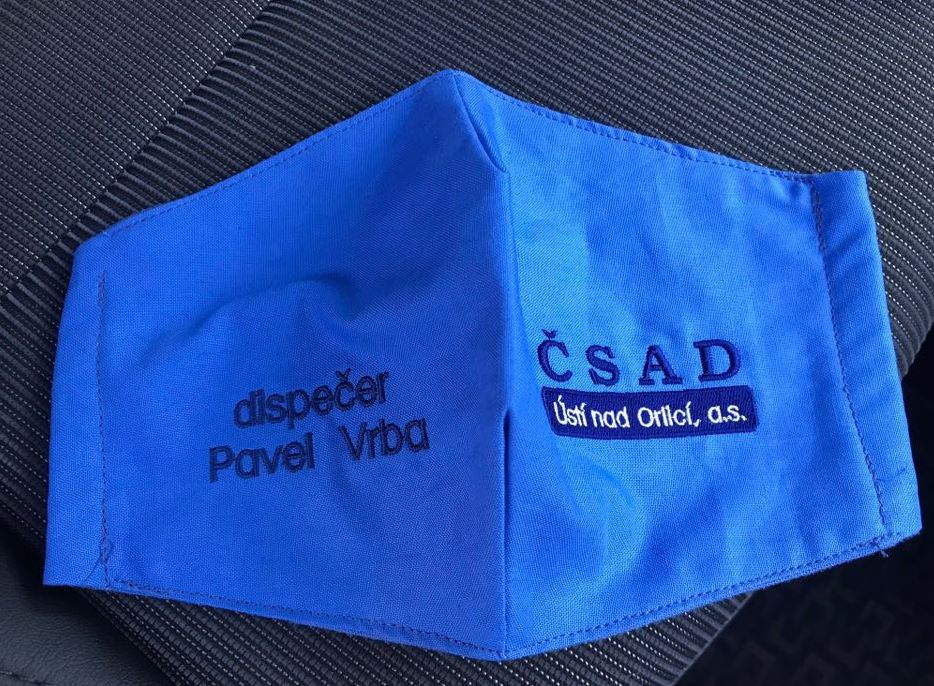 dispečer
Pavel Vrba
ČSAD
Ústí nad Orlicí, a.s.